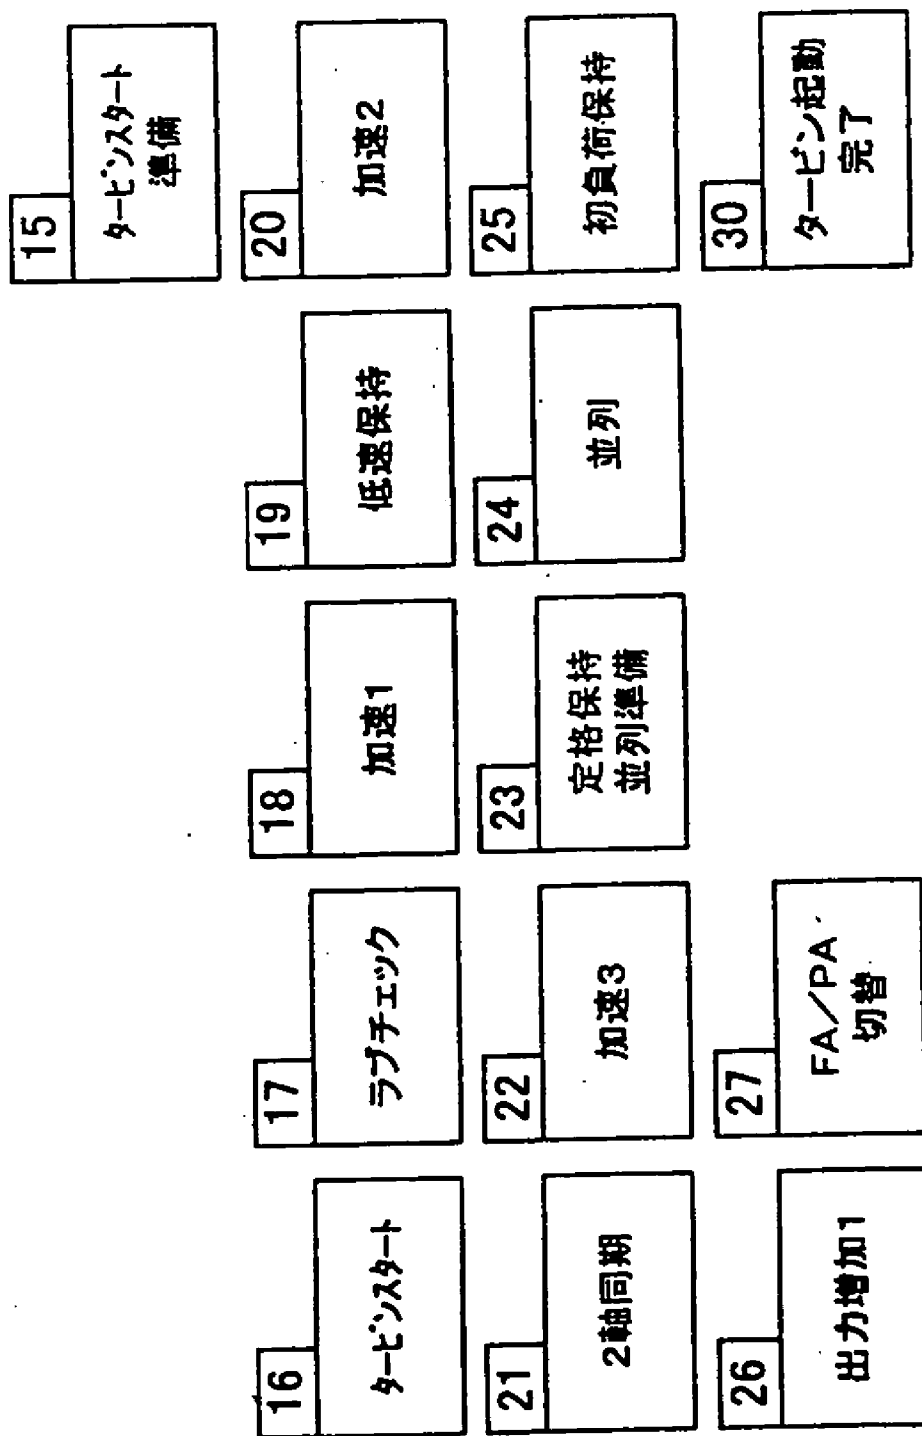 15
タービンスタート
準備
16
タービンスタート
17
ラブチェック
18
加速1
19
低速保持
20
加速2
21
2軸同期
22
加速3
23
定格保持
並列準備
24
並列
25
初負荷保持
26
出力増加1
27
FA/PA
切替
30
タービン起動
完了